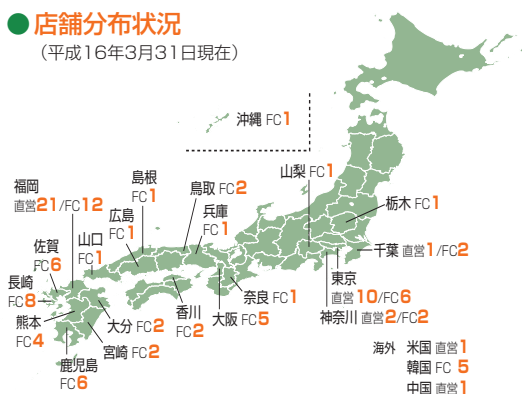 ●店舗分布状況
（平成16年3月31日現在）
沖縄 FC1
山梨 FC1
島根
FC1
鳥取 FC2
福岡
直営21/FC12
広島
FC1
兵庫
FC1
栃木 FC1
佐賀
FC6
山口
FC1
千葉 直営1/FC2
東京
直営10/FC6
長崎
FC8
奈良 FC1
香川
FC2
大阪 FC5
神奈川 直営2/FC2
熊本
FC4
大分 FC2
宮崎 FC2
鹿児島
FC6
海外 米国 直営1
韓国 FC 5
中国 直営1